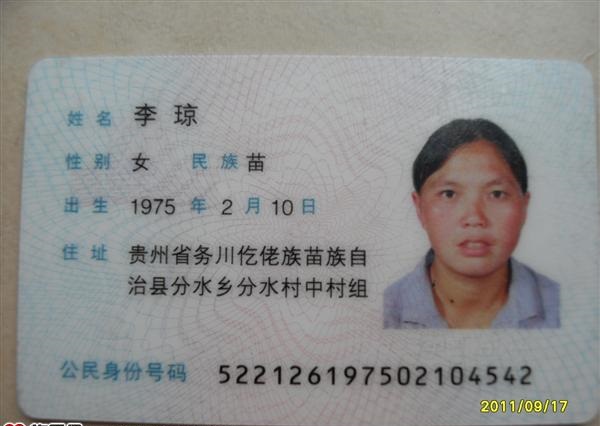 姓名 李琼
性别 女 民族 苗
出生 1975 年 2 月 10 日
住址 贵州省务川仡佬族苗族自
治县分水乡分水村中村组
公民身份号码 522126197502104542
2011/09/17